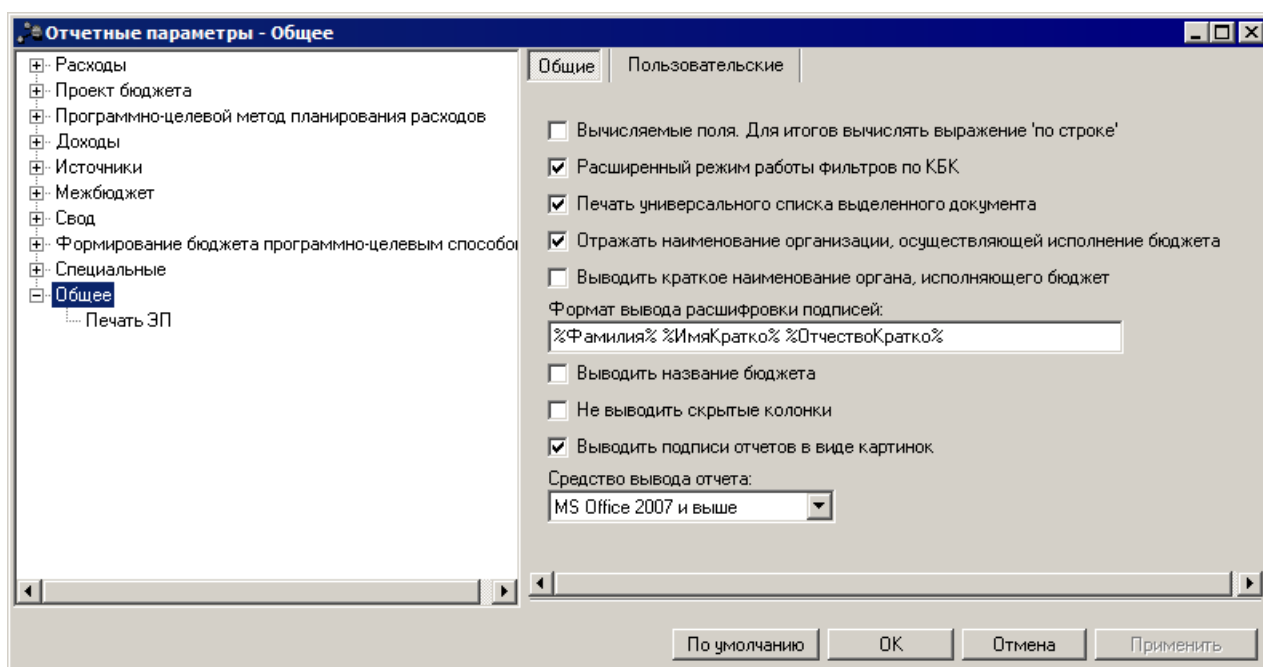 Отчетные параметры - Общее
Расходы
Проект бюджета
Программно-целевой метод планирования расходов
Доходы
Источники
Межбюджет
Свод
Формирование бюджета программно-целевым способо
Специальные
Общее
Печать ЭП
Общие
Пользовательские
Вычисляемые поля. Для итогов вычислять выражение 'по строке'
Расширенный режим работы фильтров по КБК
Печать универсального списка выделенного документа
Отражать наименование организации, осуществляющей исполнение бюджета
Выводить краткое наименование органа, исполняющего бюджет
Формат вывода расшифровки подписей:
%Фамилия% %ИмяКратко% %ОтчествоКратко%
Выводить название бюджета
Не выводить скрытые колонки
Выводить подписи отчетов в виде картинок
Средство вывода отчета:
MS Office 2007 и выше
По умолчанию
OK
Отмена
Применить